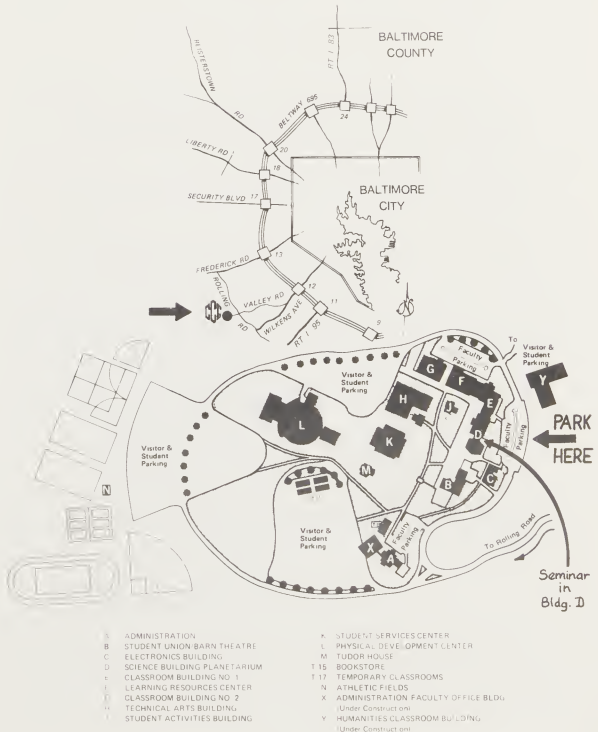 BALTIMORE
COUNTY
RT I 83
REISTERSTOWN
RD
BELTWAY 695
24
20
LIBERTY RD
18
SECURITY BLVD 17
BALTIMORE
CITY
13
FREDERICK RD
ROLLING
RD
VALLEY RD
12
WILKENS AVE
11
RT I 95
9
To
Visitor &
Student
Parking
Faculty
Parking
G
F
Y
E
Visitor &
Student
Parking
H
J
L
K
D
Faculty
Parking
PARK
HERE
Visitor &
Student
Parking
M
B
C
N
Visitor &
Student
Parking
Faculty
Parking
X
A
To Rolling Road
Seminar
in
Bldg. D
A ADMINISTRATION
B STUDENT UNION BARN THEATRE
C ELECTRONICS BUILDING
D SCIENCE BUILDING PLANETARIUM
E CLASSROOM BUILDING NO. 1
LEARNING RESOURCES CENTER
CLASSROOM BUILDING NO. 2
H TECHNICAL ARTS BUILDING
STUDENT ACTIVITIES BUILDING
K STUDENT SERVICES CENTER
L PHYSICAL DEVELOPMENT CENTER
M TUDOR HOUSE
T 15 BOOKSTORE
T 17 TEMPORARY CLASSROOMS
N ATHLETIC FIELDS
X ADMINISTRATION FACULTY OFFICE BLDG
(Under Construction)
Y HUMANITIES CLASSROOM BUILDING
(Under Construction)